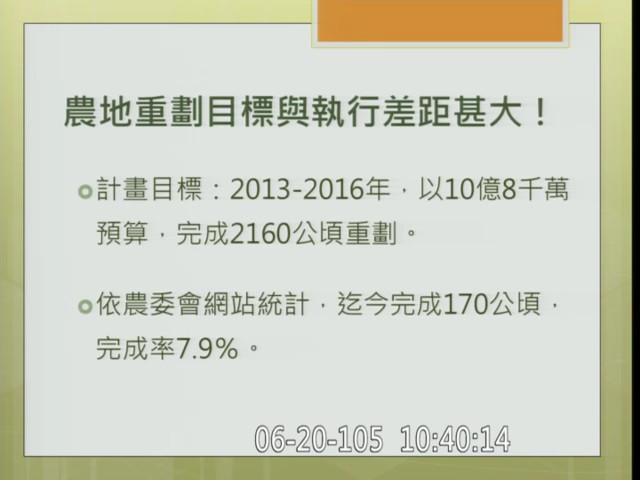 農地重劃目標與執行差距甚大！
計畫目標：2013-2016年，以10億8千萬
預算，完成2160公頃重劃。
依農委會網站統計，迄今完成170公頃，
完成率7.9%。
06-20-105 10:40:14